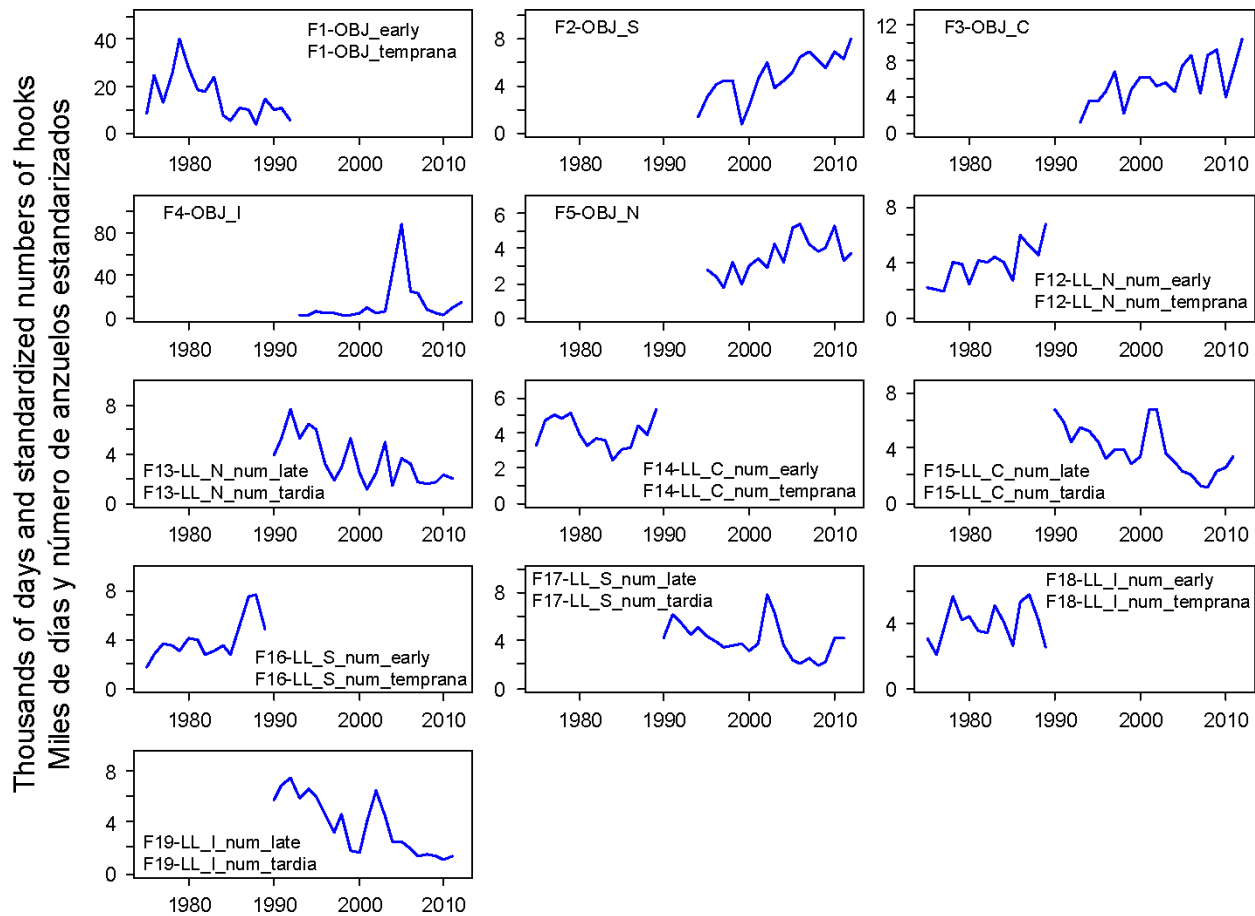 Thousands of days and standardized numbers of hooks
Miles de días y número de anzuelos estandarizados
F1-OBJ_early
F1-OBJ_temprana
40
20
0
1980 1990 2000 2010
F2-OBJ_S
8
4
0
1980 1990 2000 2010
F3-OBJ_C
12
8
4
0
1980 1990 2000 2010
F4-OBJ_I
80
40
0
1980 1990 2000 2010
F5-OBJ_N
6
4
2
0
1980 1990 2000 2010
F12-LL_N_num_early
F12-LL_N_num_temprana
8
4
0
1980 1990 2000 2010
F13-LL_N_num_late
F13-LL_N_num_tardia
8
4
0
1980 1990 2000 2010
F14-LL_C_num_early
F14-LL_C_num_temprana
6
4
2
0
1980 1990 2000 2010
F15-LL_C_num_late
F15-LL_C_num_tardia
8
4
0
1980 1990 2000 2010
F16-LL_S_num_early
F16-LL_S_num_temprana
8
4
0
1980 1990 2000 2010
F17-LL_S_num_late
F17-LL_S_num_tardia
8
4
0
1980 1990 2000 2010
F18-LL_I_num_early
F18-LL_I_num_temprana
8
4
0
1980 1990 2000 2010
F19-LL_I_num_late
F19-LL_I_num_tardia
8
4
0
1980 1990 2000 2010